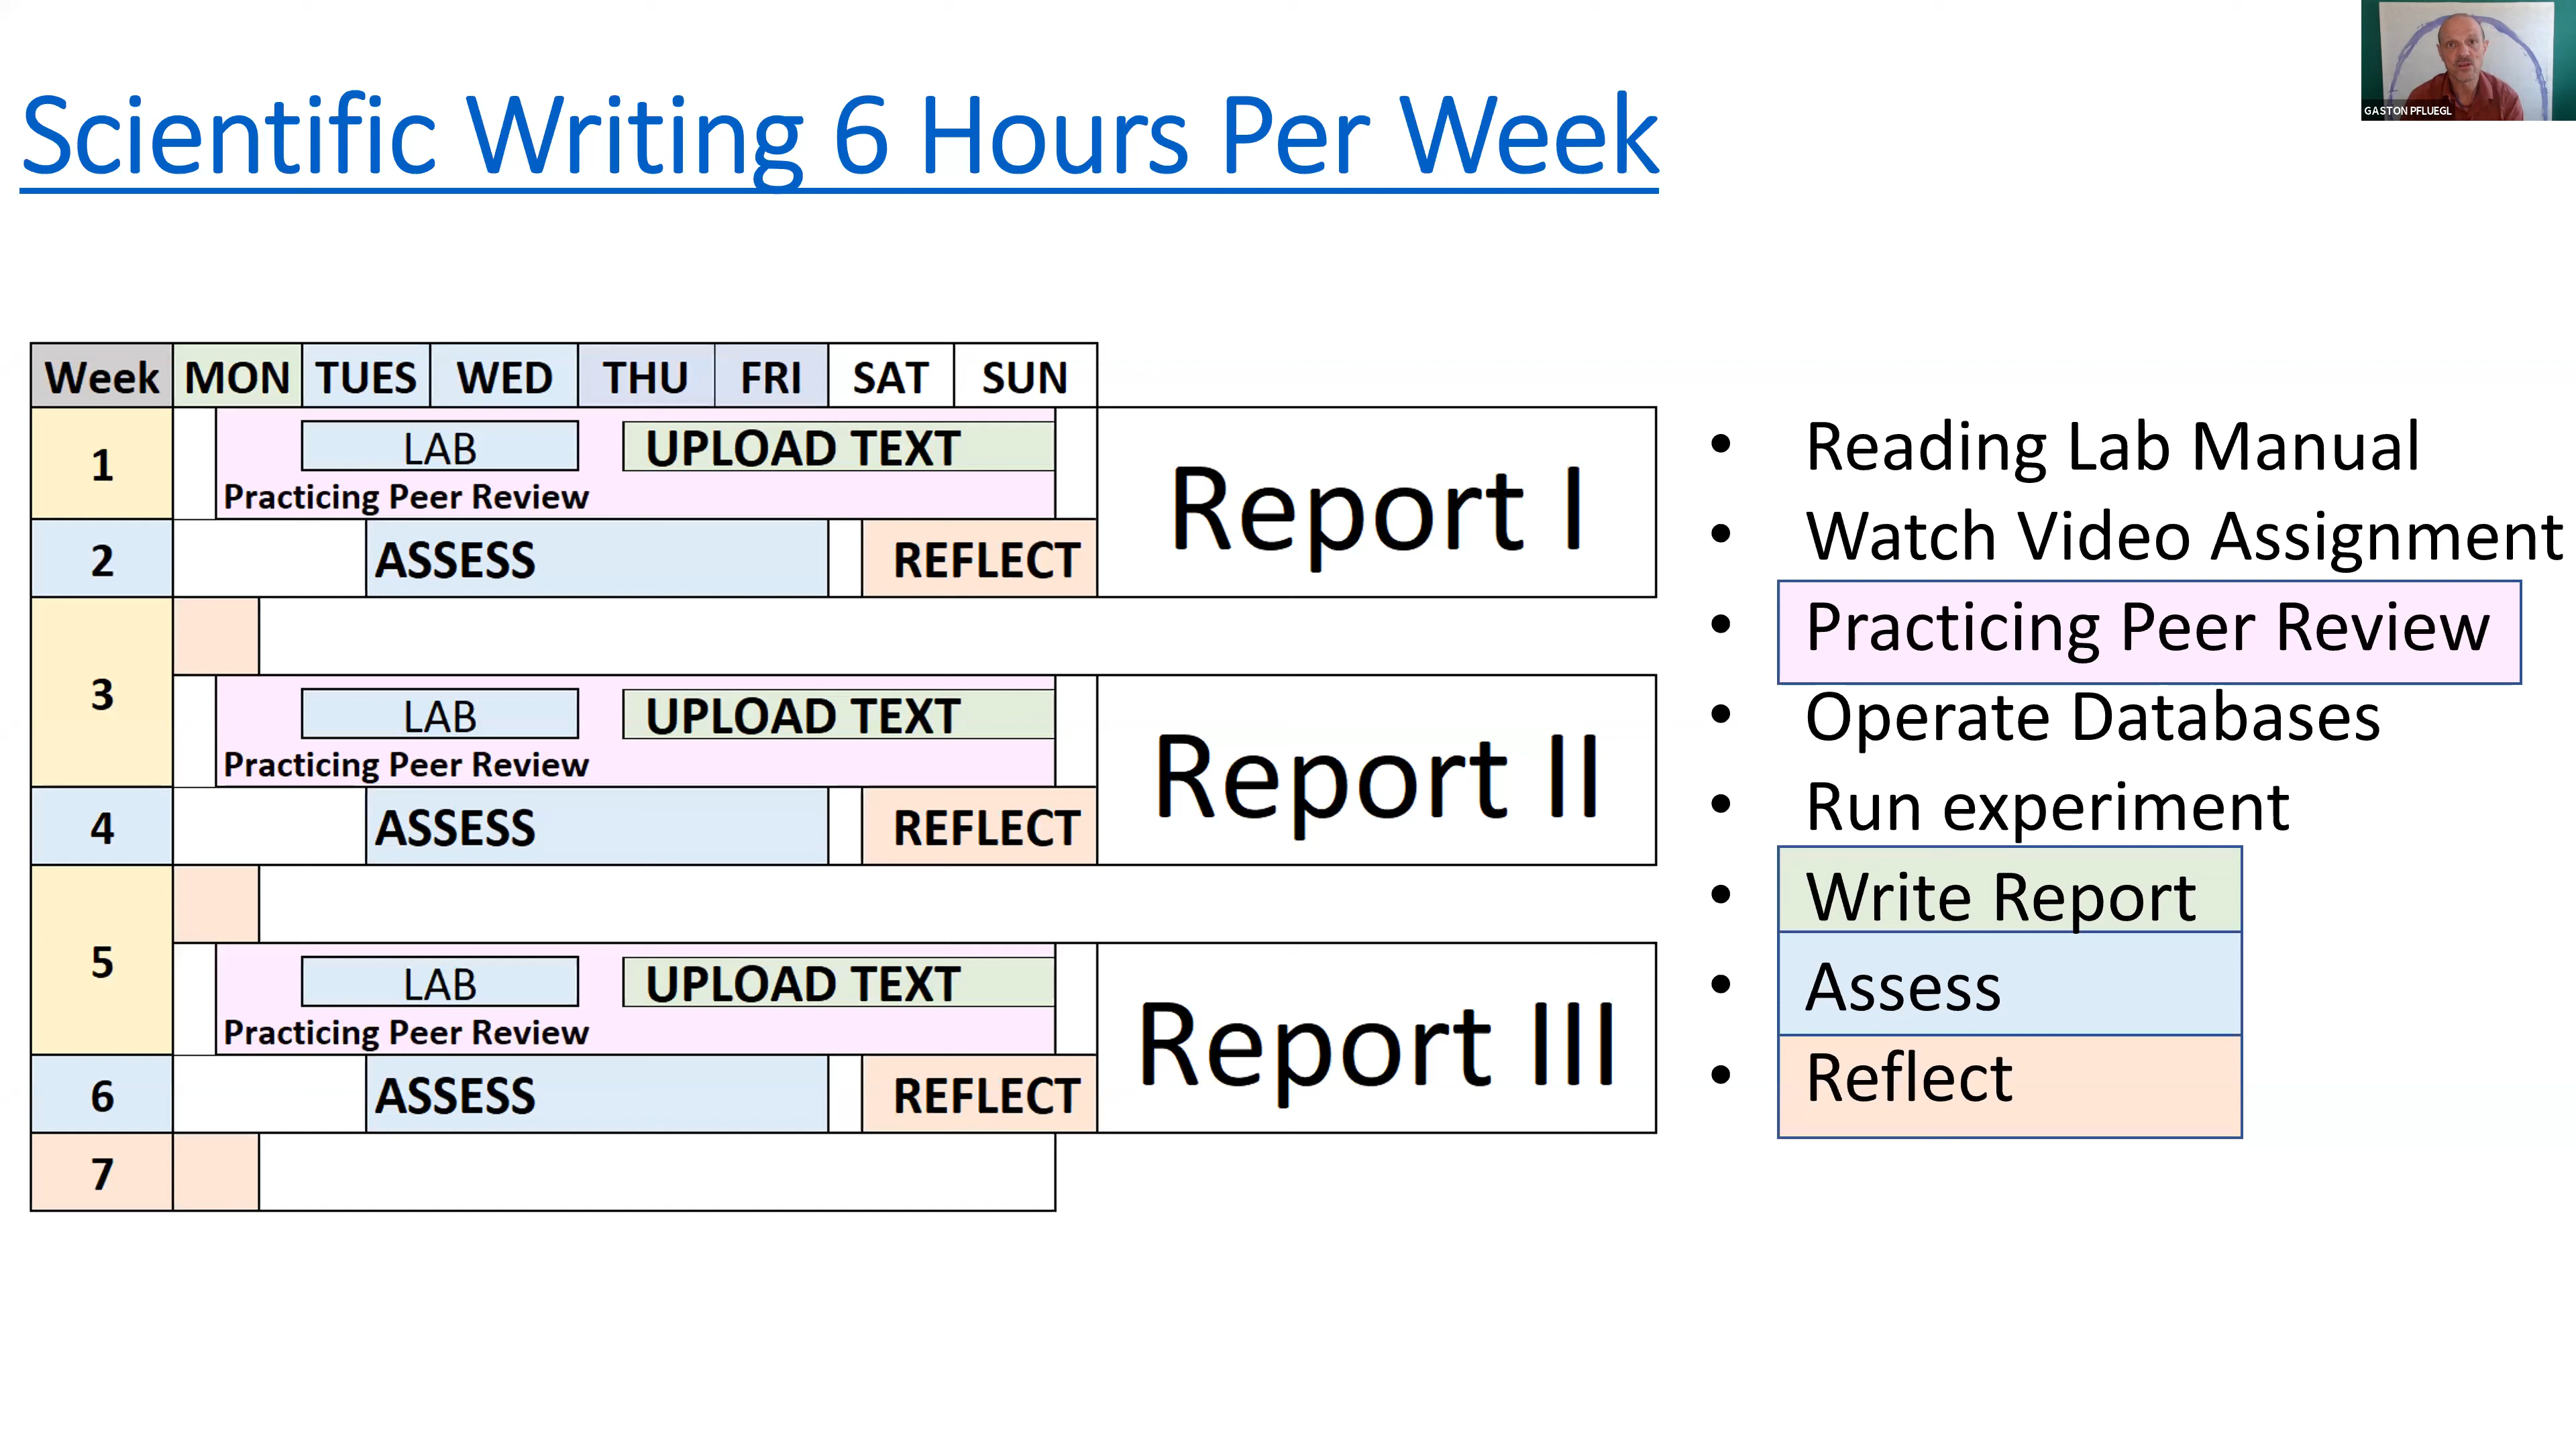 GASTON PFLUEGL
Scientific Writing 6 Hours Per Week
Week MON TUES WED THU FRI SAT SUN
1
LAB
UPLOAD TEXT
Practicing Peer Review
2
ASSESS
REFLECT
Report I
3
LAB
UPLOAD TEXT
Practicing Peer Review
4
ASSESS
REFLECT
Report II
5
LAB
UPLOAD TEXT
Practicing Peer Review
6
ASSESS
REFLECT
Report III
7
• Reading Lab Manual
• Watch Video Assignment
• Practicing Peer Review
• Operate Databases
• Run experiment
• Write Report
• Assess
• Reflect